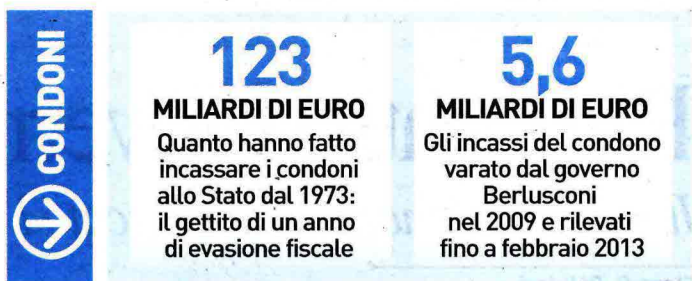 CONDONI
123
MILIARDI DI EURO
Quanto hanno fatto
incassare i condoni
allo Stato dal 1973:
il gettito di un anno
di evasione fiscale
5,6
MILIARDI DI EURO
Gli incassi del condono
varato dal governo
Berlusconi
nel 2009 e rilevati
fino a febbraio 2013